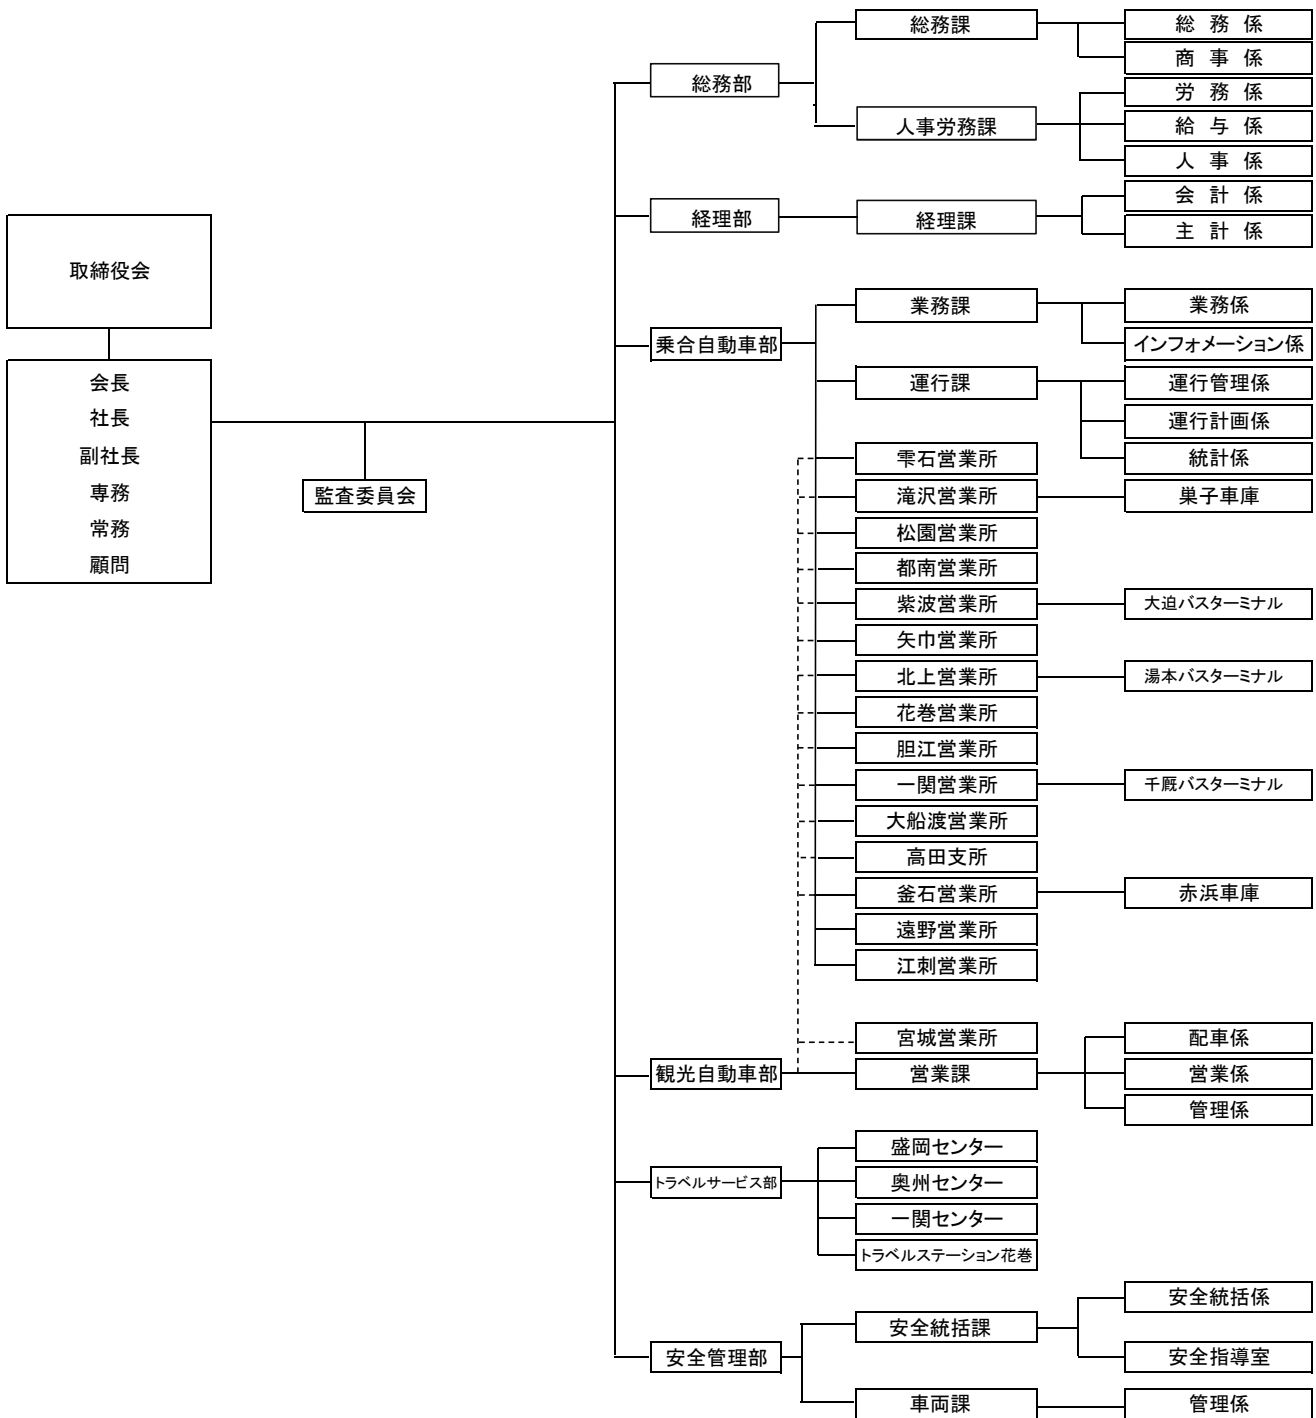 取締役会
会長
社長
副社長
専務
常務
顧問
監査委員会
総務部
総務課
総 務 係
商 事 係
人事労務課
労 務 係
給 与 係
人 事 係
経理部
経理課
会 計 係
主 計 係
乗合自動車部
業務課
業務係
インフォメーション係
運行課
運行管理係
運行計画係
統計係
雫石営業所
滝沢営業所
巣子車庫
松園営業所
都南営業所
紫波営業所
大迫バスターミナル
矢巾営業所
北上営業所
湯本バスターミナル
花巻営業所
胆江営業所
一関営業所
千厩バスターミナル
大船渡営業所
高田支所
釜石営業所
赤浜車庫
遠野営業所
江刺営業所
宮城営業所
観光自動車部
営業課
配車係
営業係
管理係
トラベルサービス部
盛岡センター
奥州センター
一関センター
トラベルステーション花巻
安全管理部
安全統括課
安全統括係
安全指導室
車両課
管理係